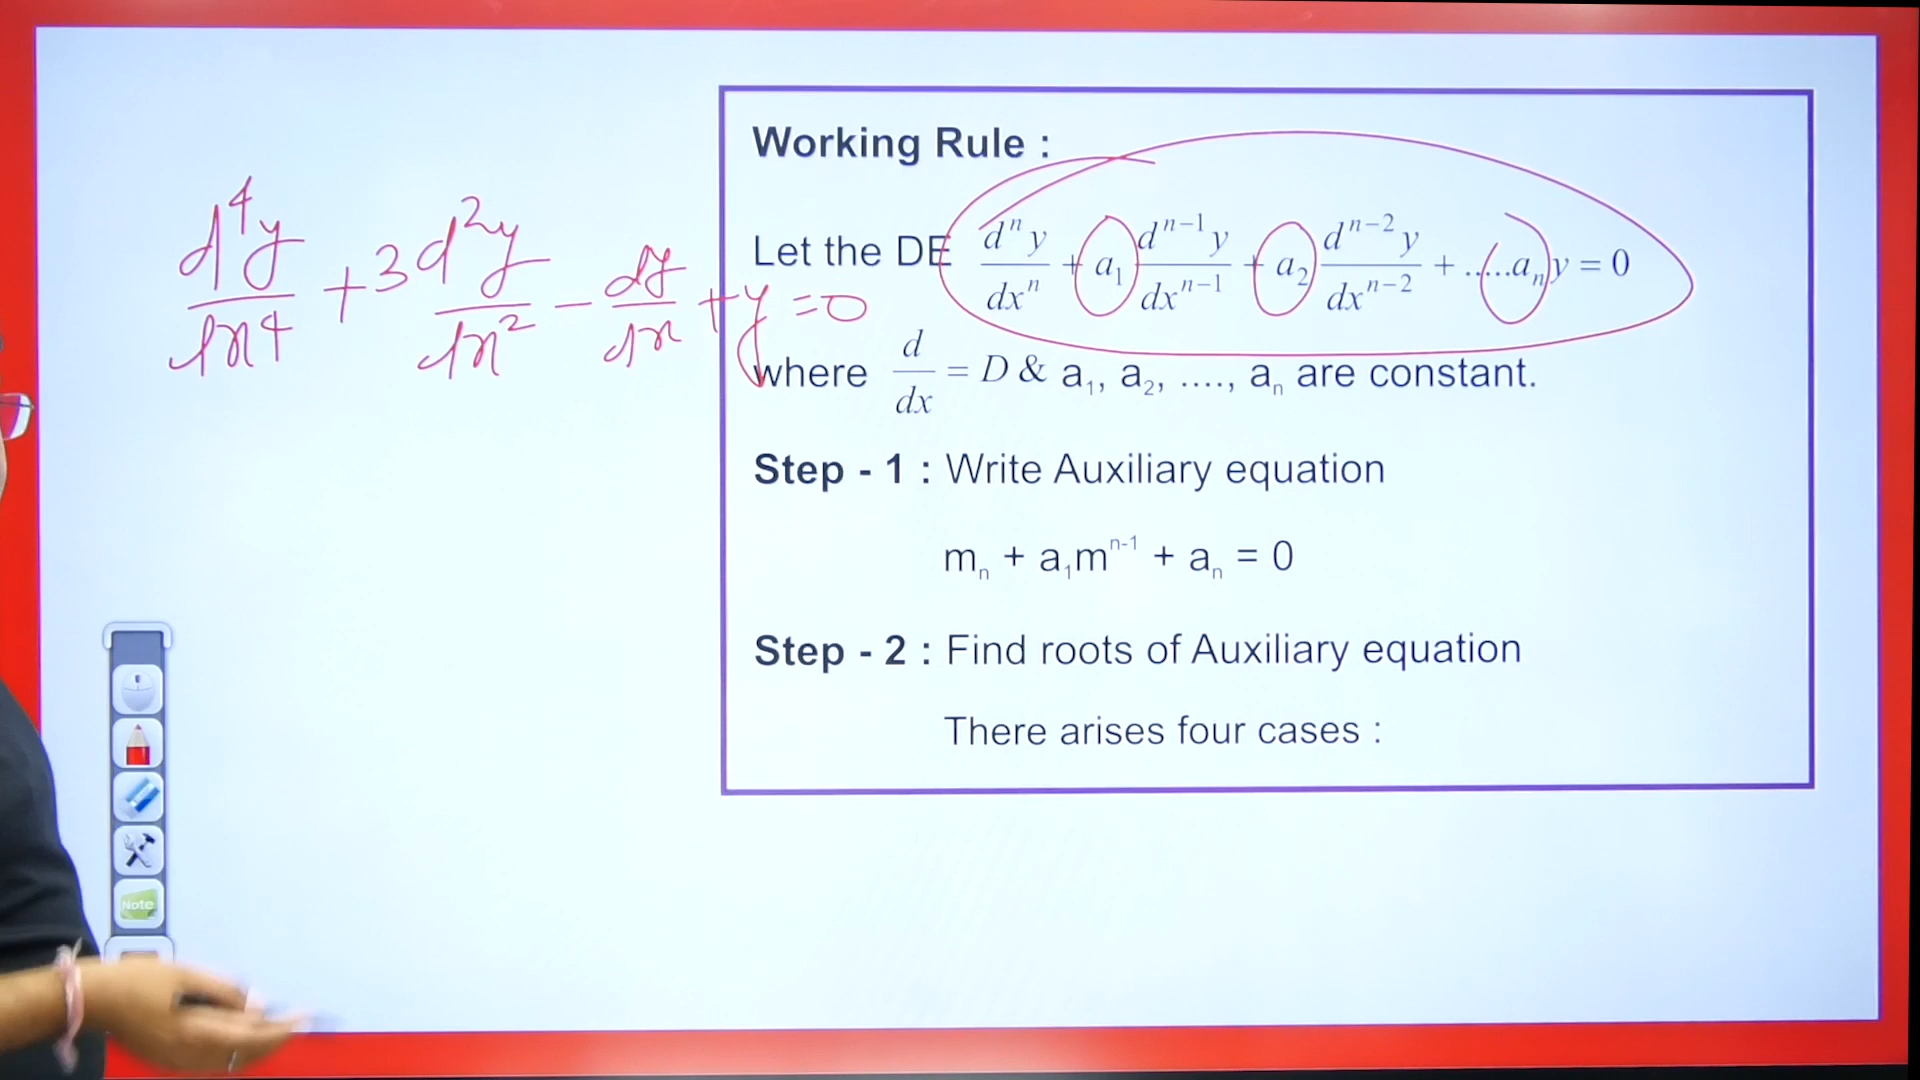 d⁴y/dx⁴ + 3 d²y/dx² − dy/dx + y = 0
Working Rule :
Let the DE dⁿy/dxⁿ + a₁ dⁿ⁻¹y/dxⁿ⁻¹ + a₂ dⁿ⁻²y/dxⁿ⁻² + .....aₙy = 0
where d/dx = D & a₁, a₂, ...., aₙ are constant.
Step - 1 : Write Auxiliary equation
mₙ + a₁mⁿ⁻¹ + aₙ = 0
Step - 2 : Find roots of Auxiliary equation
There arises four cases :
Note